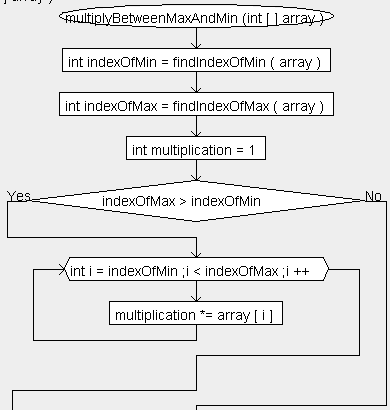 array )
multiplyBetweenMaxAndMin (int [ ] array )
int indexOfMin = findIndexOfMin ( array )
int indexOfMax = findIndexOfMax ( array )
int multiplication = 1
Yes
indexOfMax > indexOfMin
No
int i = indexOfMin ;i < indexOfMax ;i ++
multiplication *= array [ i ]